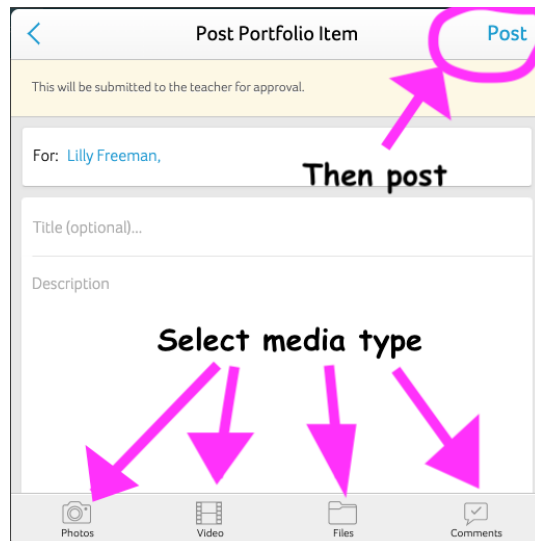 Post Portfolio Item Post
This will be submitted to the teacher for approval.
For: Lilly Freeman,
Then post
Title (optional)...
Description
Select media type
Photos Video Files Comments